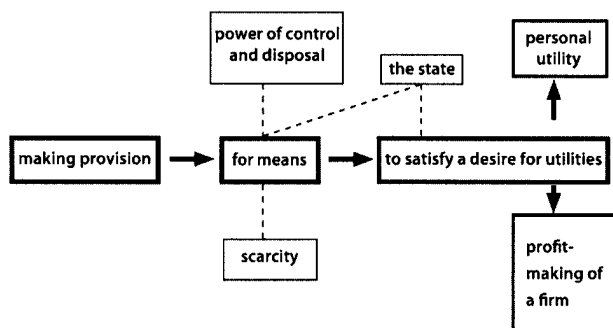 power of control
and disposal
the state
personal
utility
making provision
for means
to satisfy a desire for utilities
scarcity
profit-
making of
a firm